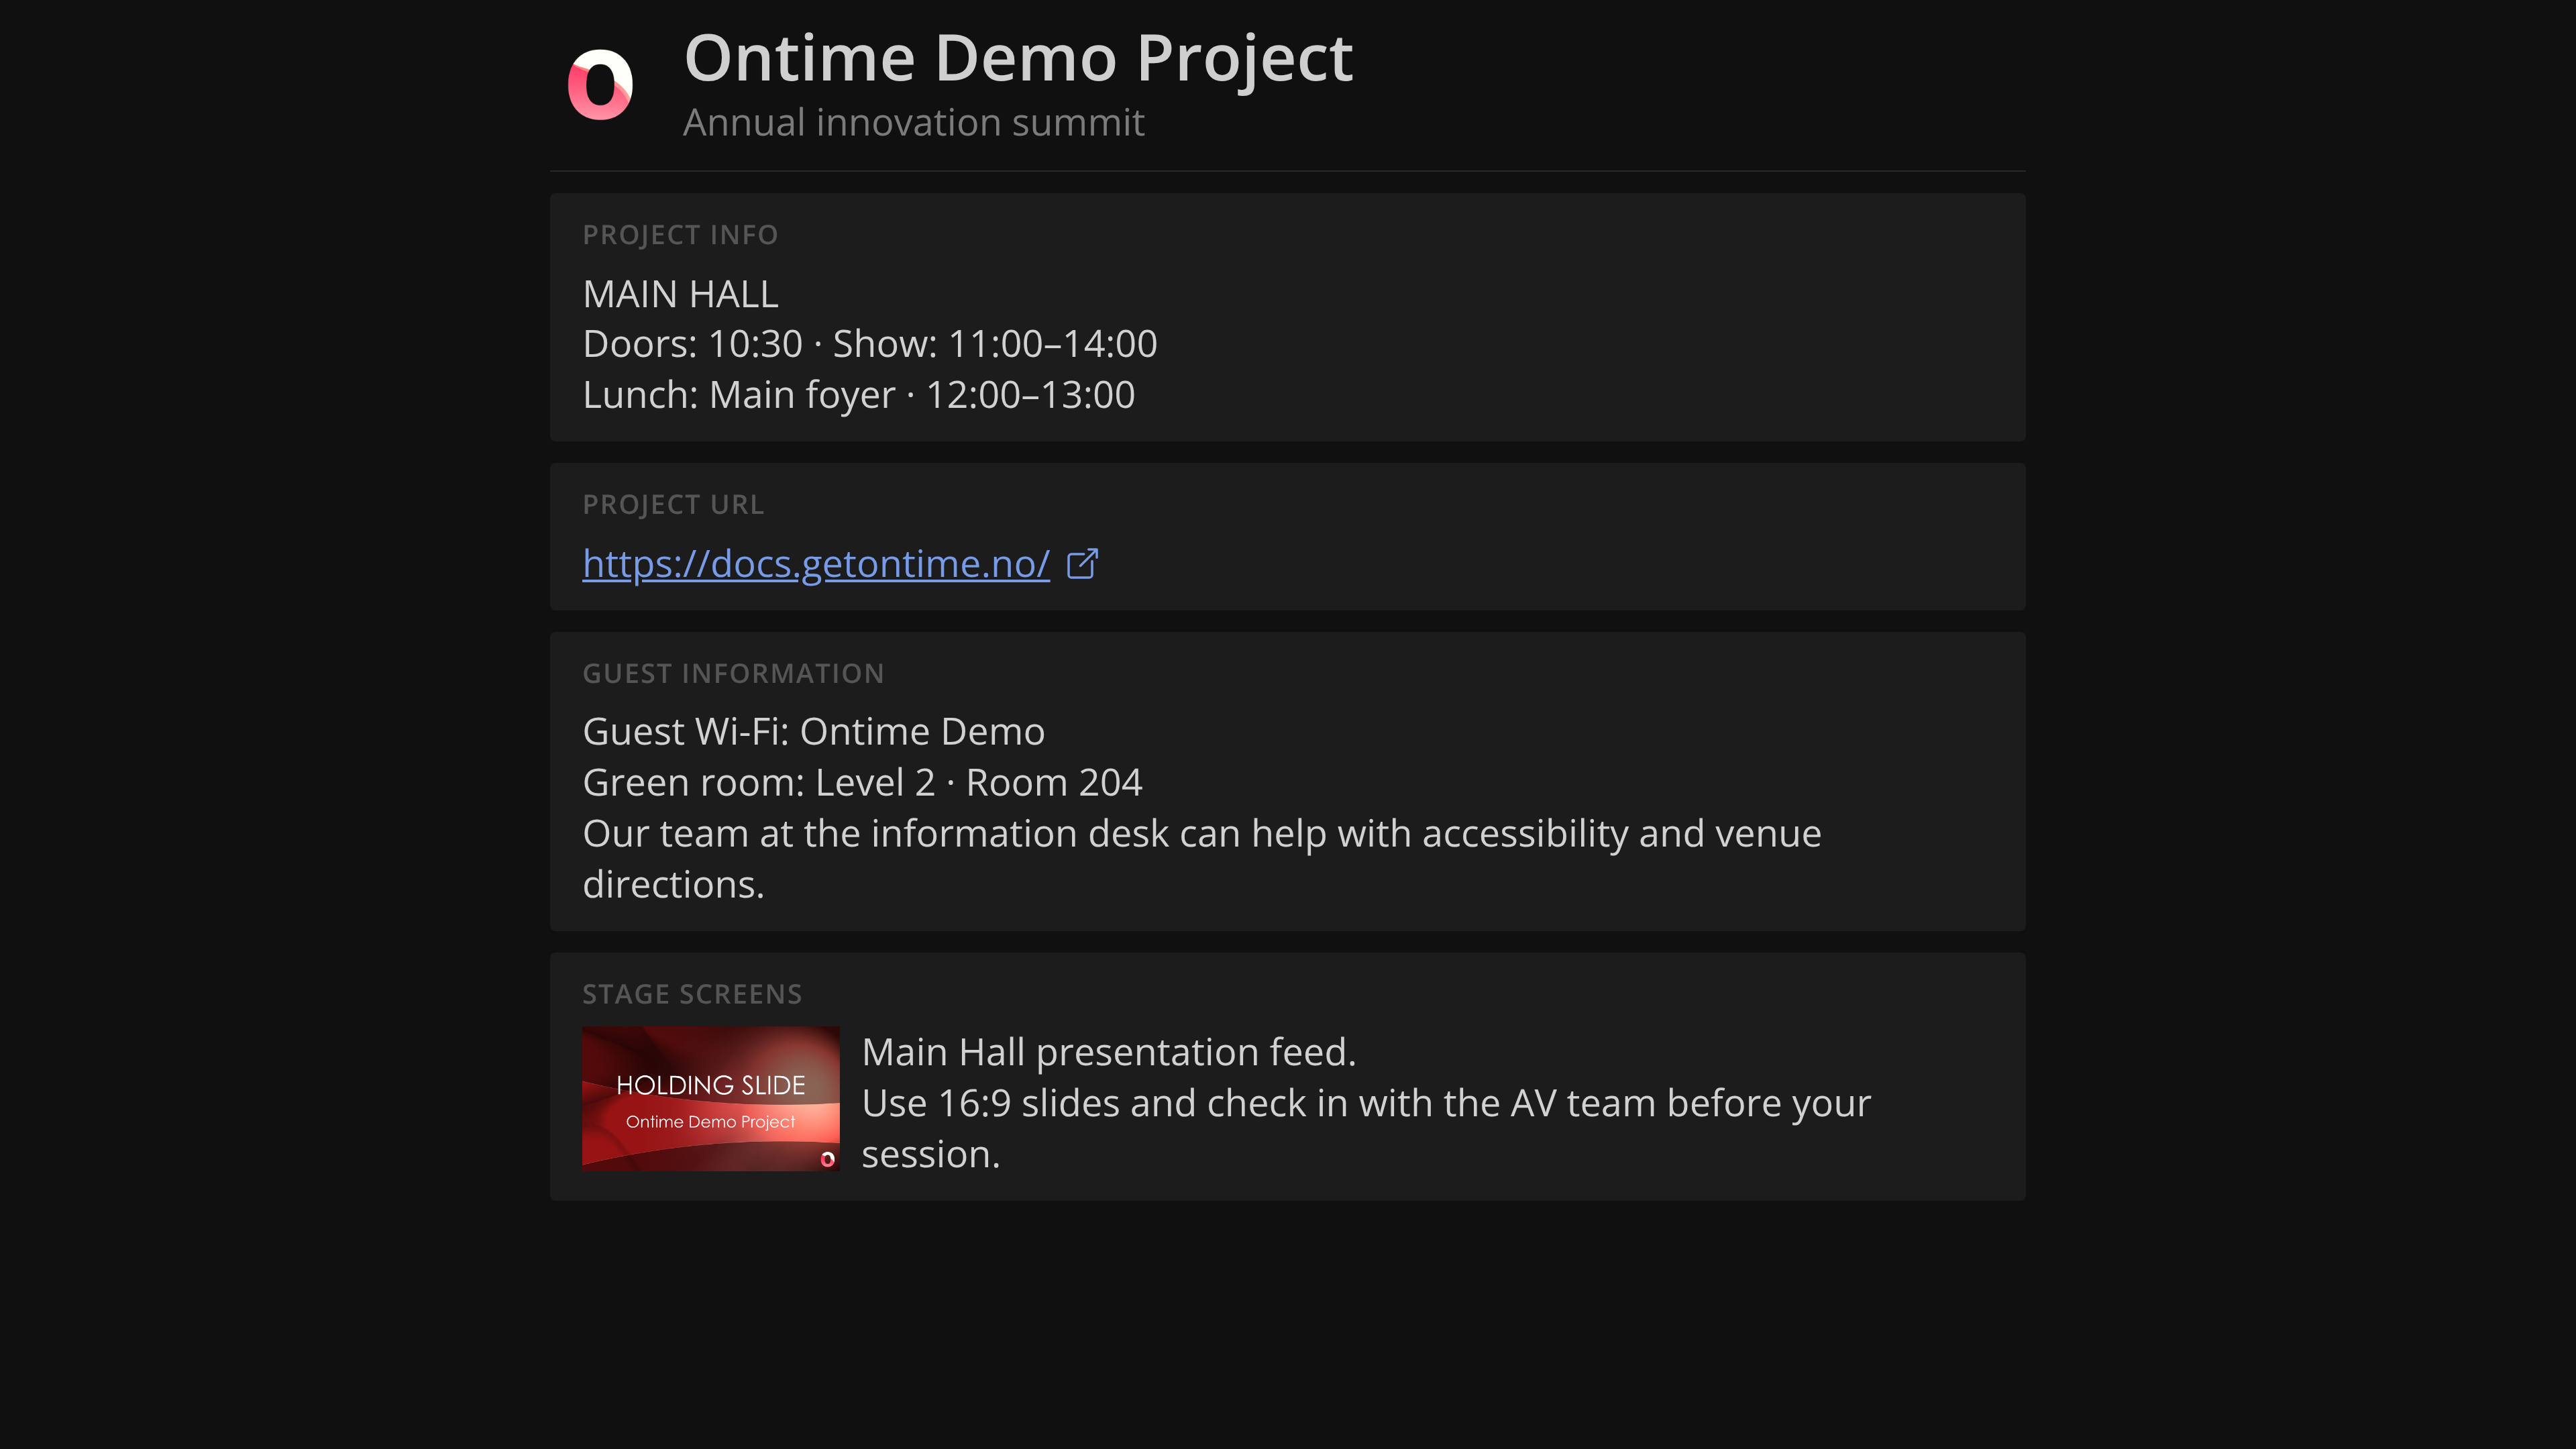 Ontime Demo Project
Annual innovation summit
PROJECT INFO
MAIN HALL
Doors: 10:30 · Show: 11:00–14:00
Lunch: Main foyer · 12:00–13:00
PROJECT URL
https://docs.getontime.no/
GUEST INFORMATION
Guest Wi-Fi: Ontime Demo
Green room: Level 2 · Room 204
Our team at the information desk can help with accessibility and venue
directions.
STAGE SCREENS
HOLDING SLIDE
Ontime Demo Project
Main Hall presentation feed.
Use 16:9 slides and check in with the AV team before your
session.